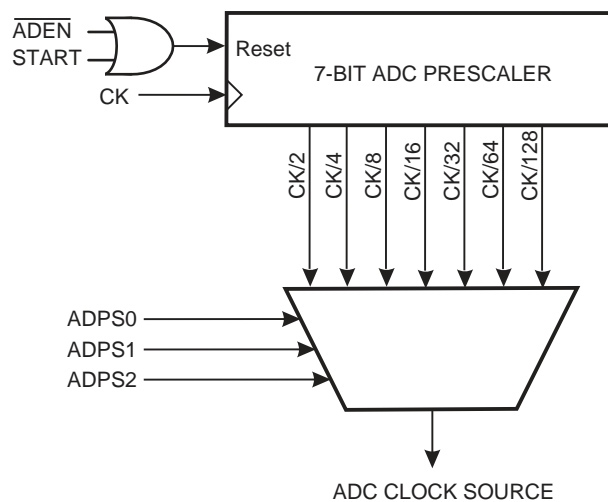 ADEN
START
Reset
CK
7-BIT ADC PRESCALER
CK/2
CK/4
CK/8
CK/16
CK/32
CK/64
CK/128
ADPS0
ADPS1
ADPS2
ADC CLOCK SOURCE